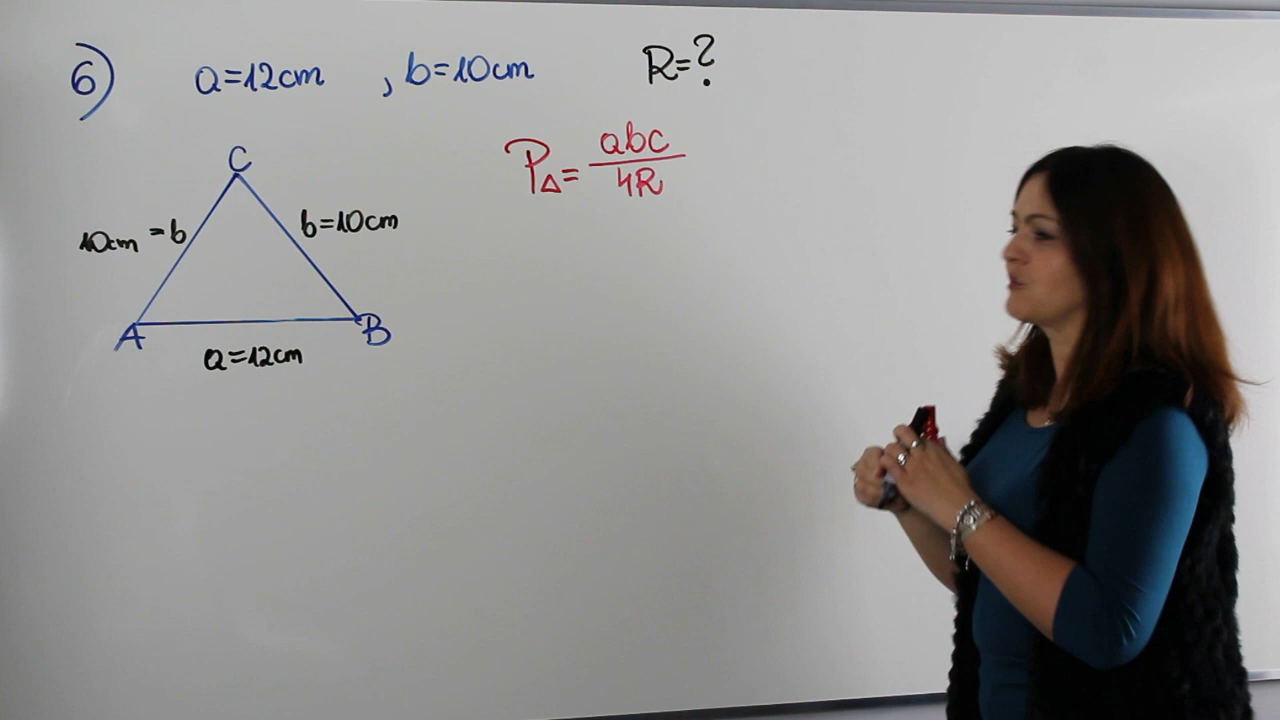 6) a=12cm , b=10cm R=?
P△= abc/4R
C
10cm =b
b=10cm
A
B
a=12cm